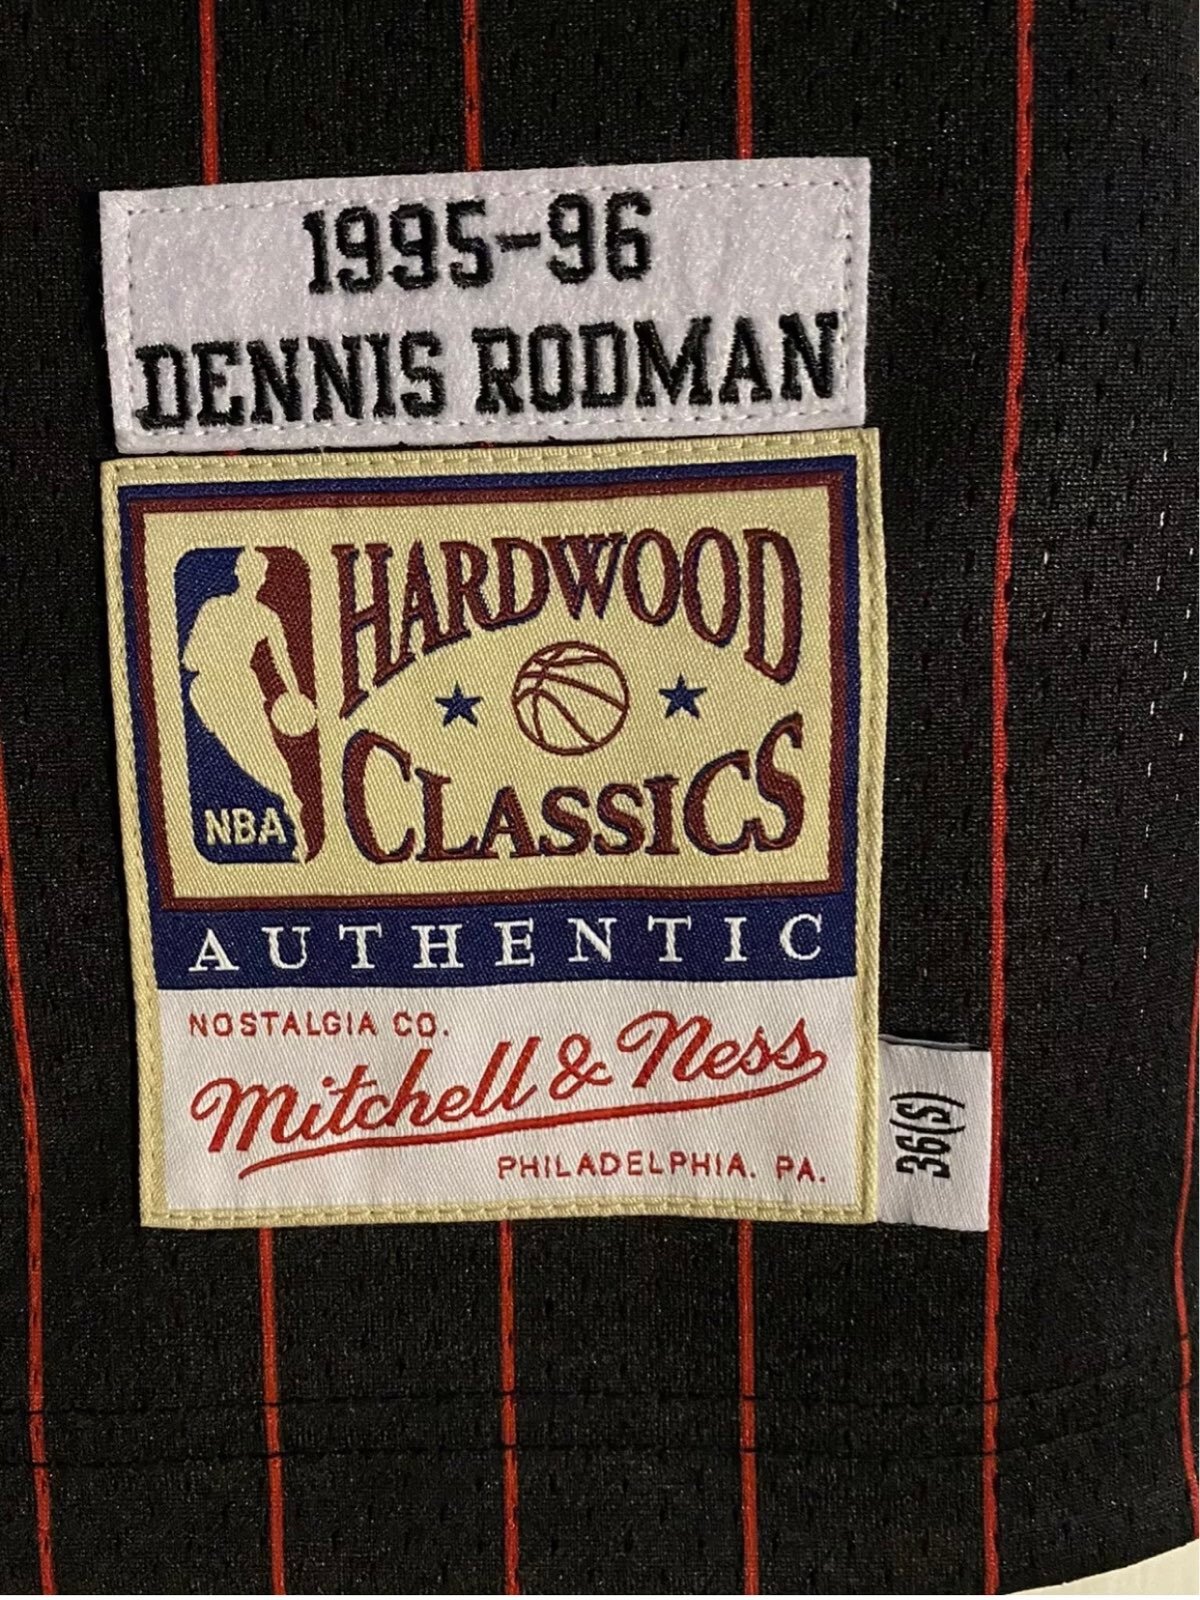 1995-96
DENNIS RODMAN
HARDWOOD
CLASSICS
NBA
AUTHENTIC
NOSTALGIA CO.
Mitchell & Ness
PHILADELPHIA. PA.
36(S)